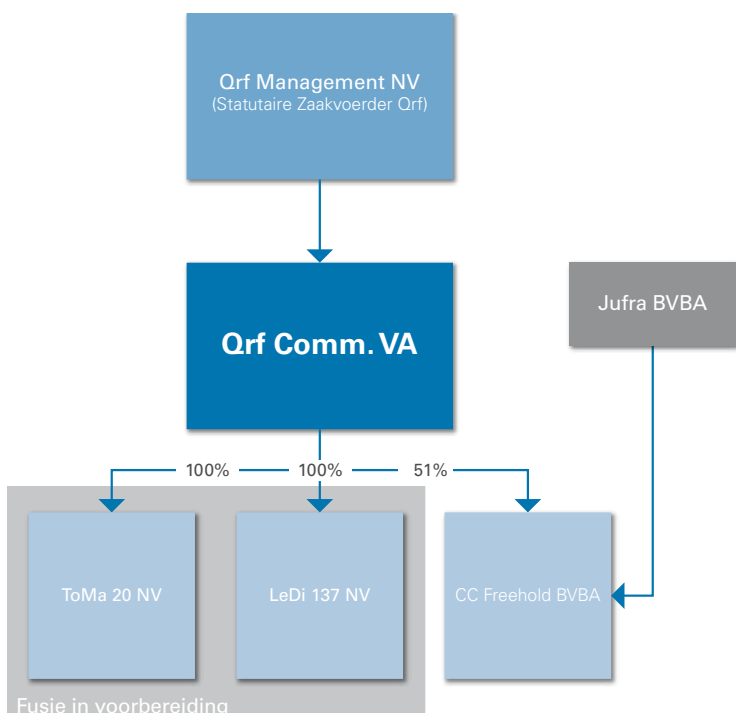 Qrf Management NV
(Statutaire Zaakvoerder Qrf)
Qrf Comm. VA
Jufra BVBA
100%
100%
51%
ToMa 20 NV
LeDi 137 NV
CC Freehold BVBA
Fusie in voorbereiding